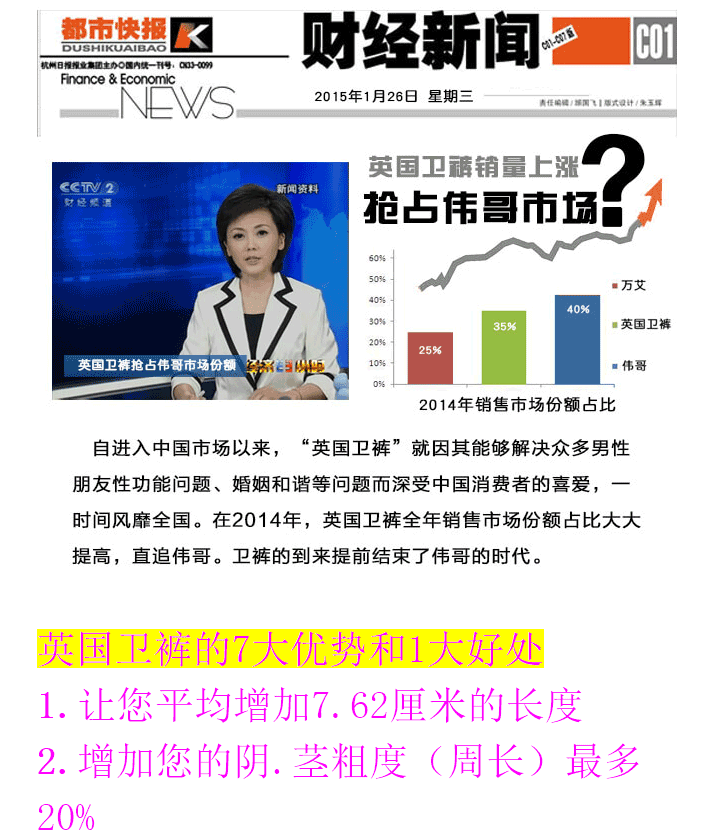 都市快报
DUSHIKUAIBAO
杭州日报报业集团主办◎国内统一刊号：CN33-0099
Finance & Economic
NEWS
财经新闻
C01-C07版
C01
2015年1月26日 星期三
责任编辑/顾国飞 ‖ 版式设计/朱玉辉
CCTV 2
财经频道
新闻资料
英国卫裤抢占伟哥市场份额
英国卫裤销量上涨
抢占伟哥市场?
60%
50%
40%
30%
20%
10%
0%
25%
35%
40%
万艾
英国卫裤
伟哥
2014年销售市场份额占比
自进入中国市场以来，“英国卫裤”就因其能够解决众多男性
朋友性功能问题、婚姻和谐等问题而深受中国消费者的喜爱，一
时间风靡全国。在2014年，英国卫裤全年销售市场份额占比大大
提高，直追伟哥。卫裤的到来提前结束了伟哥的时代。
英国卫裤的7大优势和1大好处
1.让您平均增加7.62厘米的长度
2.增加您的阴.茎粗度（周长）最多
20%